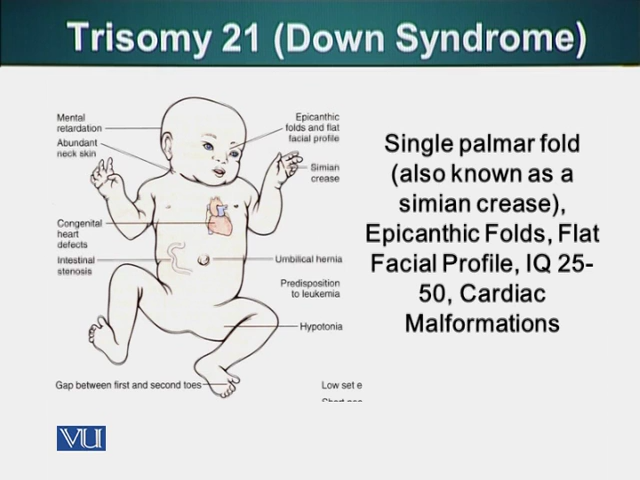 Trisomy 21 (Down Syndrome)
Mental
retardation
Abundant
neck skin
Congenital
heart
defects
Intestinal
stenosis
Gap between first and second toes
Epicanthic
folds and flat
facial profile
Simian
crease
Umbilical hernia
Predisposition
to leukemia
Hypotonia
Low set e
Single palmar fold
(also known as a
simian crease),
Epicanthic Folds, Flat
Facial Profile, IQ 25-
50, Cardiac
Malformations
VU